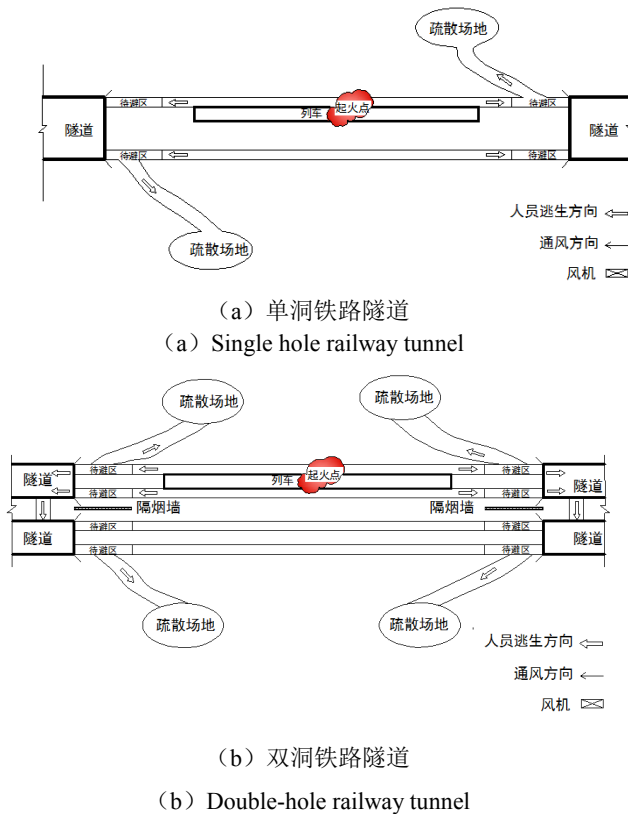 疏散场地
待避区
待避区
起火点
列车
隧道
隧道
待避区
待避区
人员逃生方向
疏散场地
通风方向
风机
（a）单洞铁路隧道
（a）Single hole railway tunnel
疏散场地
疏散场地
待避区
待避区
起火点
隧道
列车
隧道
待避区
待避区
隔烟墙
隔烟墙
待避区
待避区
隧道
隧道
待避区
待避区
疏散场地
疏散场地
人员逃生方向
通风方向
风机
（b）双洞铁路隧道
（b）Double-hole railway tunnel